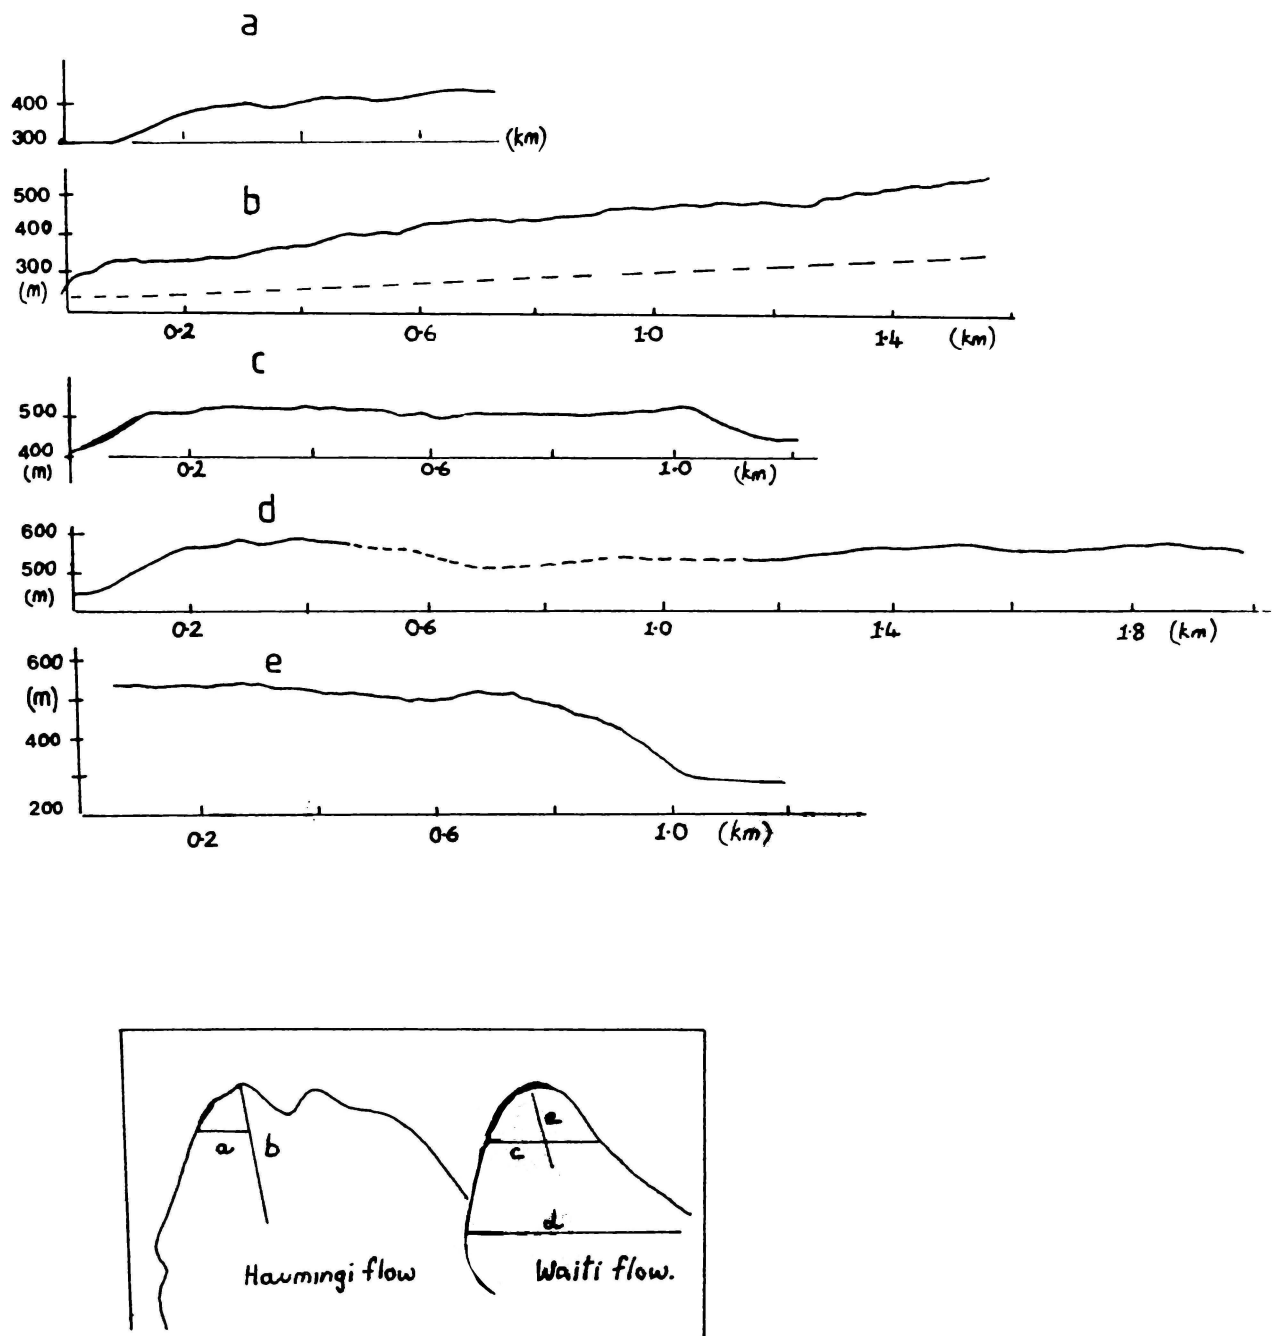 a
400
300 (km)
b
500
400
300
(m)
0·2 0·6 1·0 1·4 (km)
c
500
400
(m)
0·2 0·6 1·0 (km)
d
600
500
(m)
0·2 0·6 1·0 1·4 1·8 (km)
e
600
(m)
400
200
0·2 0·6 1·0 (km)
a b e
c
d
Haumingi flow Waiti flow.